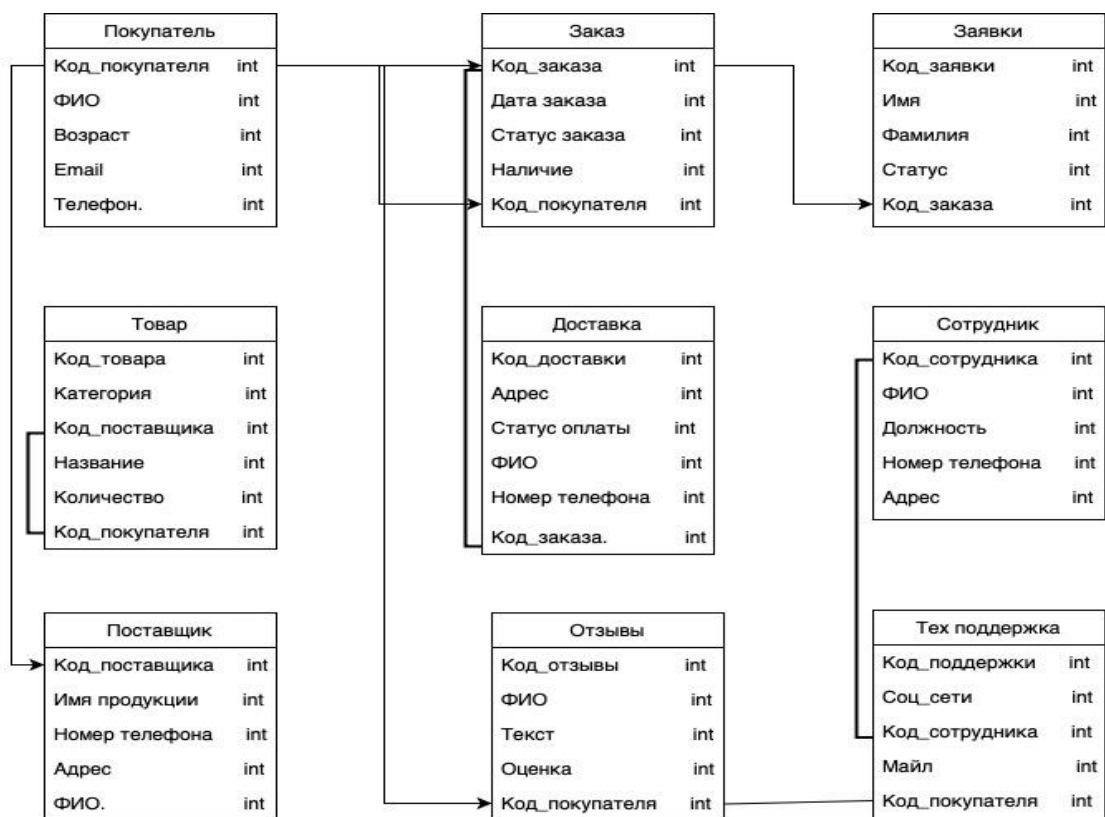 Покупатель
Код_покупателя int
ФИО int
Возраст int
Email int
Телефон. int
Заказ
Код_заказа int
Дата заказа int
Статус заказа int
Наличие int
Код_покупателя int
Заявки
Код_заявки int
Имя int
Фамилия int
Статус int
Код_заказа int
Товар
Код_товара int
Категория int
Код_поставщика int
Название int
Количество int
Код_покупателя int
Доставка
Код_доставки int
Адрес int
Статус оплаты int
ФИО int
Номер телефона int
Код_заказа. int
Сотрудник
Код_сотрудника int
ФИО int
Должность int
Номер телефона int
Адрес int
Поставщик
Код_поставщика int
Имя продукции int
Номер телефона int
Адрес int
ФИО. int
Отзывы
Код_отзывы int
ФИО int
Текст int
Оценка int
Код_покупателя int
Тех поддержка
Код_поддержки int
Соц_сети int
Код_сотрудника int
Майл int
Код_покупателя int